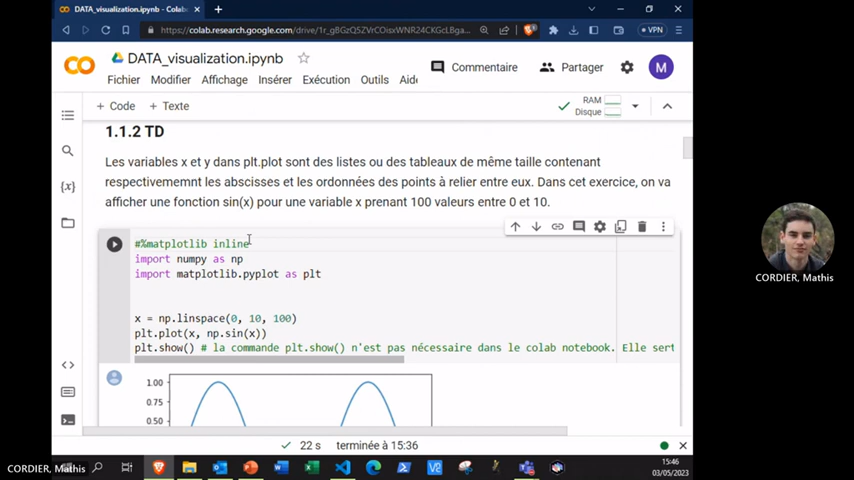 DATA_visualization.ipynb - Colab
https://colab.research.google.com/drive/1r_gBGzQ5ZVrCOisxWNR24CKGcLBga...
VPN
DATA_visualization.ipynb
Fichier Modifier Affichage Insérer Exécution Outils Aide
Commentaire Partager M
+ Code + Texte
RAM
Disque
1.1.2 TD
Les variables x et y dans plt.plot sont des listes ou des tableaux de même taille contenant
respectivememnt les abscisses et les ordonnées des points à relier entre eux. Dans cet exercice, on va
afficher une fonction sin(x) pour une variable x prenant 100 valeurs entre 0 et 10.
#%matplotlib inline
import numpy as np
import matplotlib.pyplot as plt
x = np.linspace(0, 10, 100)
plt.plot(x, np.sin(x))
plt.show() # la commande plt.show() n'est pas nécessaire dans le colab notebook. Elle sert
1.00
0.75
0.50
22 s terminée à 15:36
CORDIER, Mathis
CORDIER, Mathis
15:46
03/05/2023